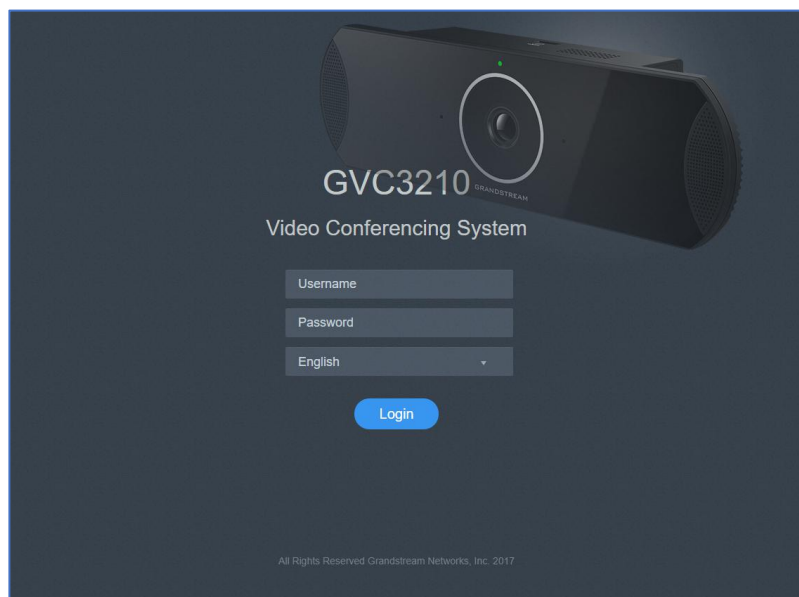 GVC3210
GRANDSTREAM
Video Conferencing System
Username
Password
English
Login
All Rights Reserved Grandstream Networks, Inc. 2017